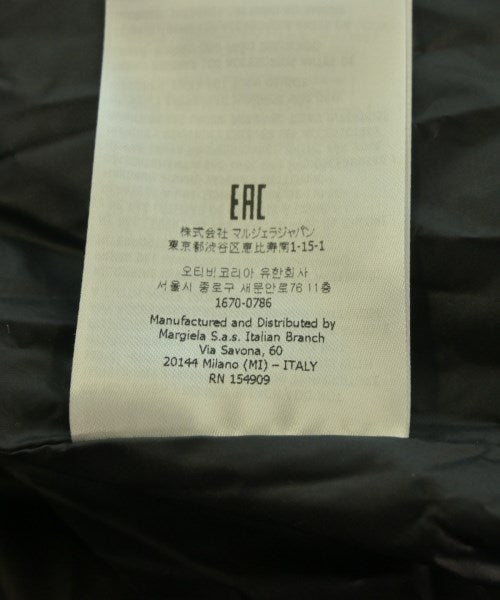 EAC
株式会社 マルジェラジャパン
東京都渋谷区恵比寿南1-15-1
오티비코리아 유한회사
서울시 종로구 새문안로76 11층
1670-0786
Manufactured and Distributed by
Margiela S.a.s. Italian Branch
Via Savona, 60
20144 Milano (MI) – ITALY
RN 154909